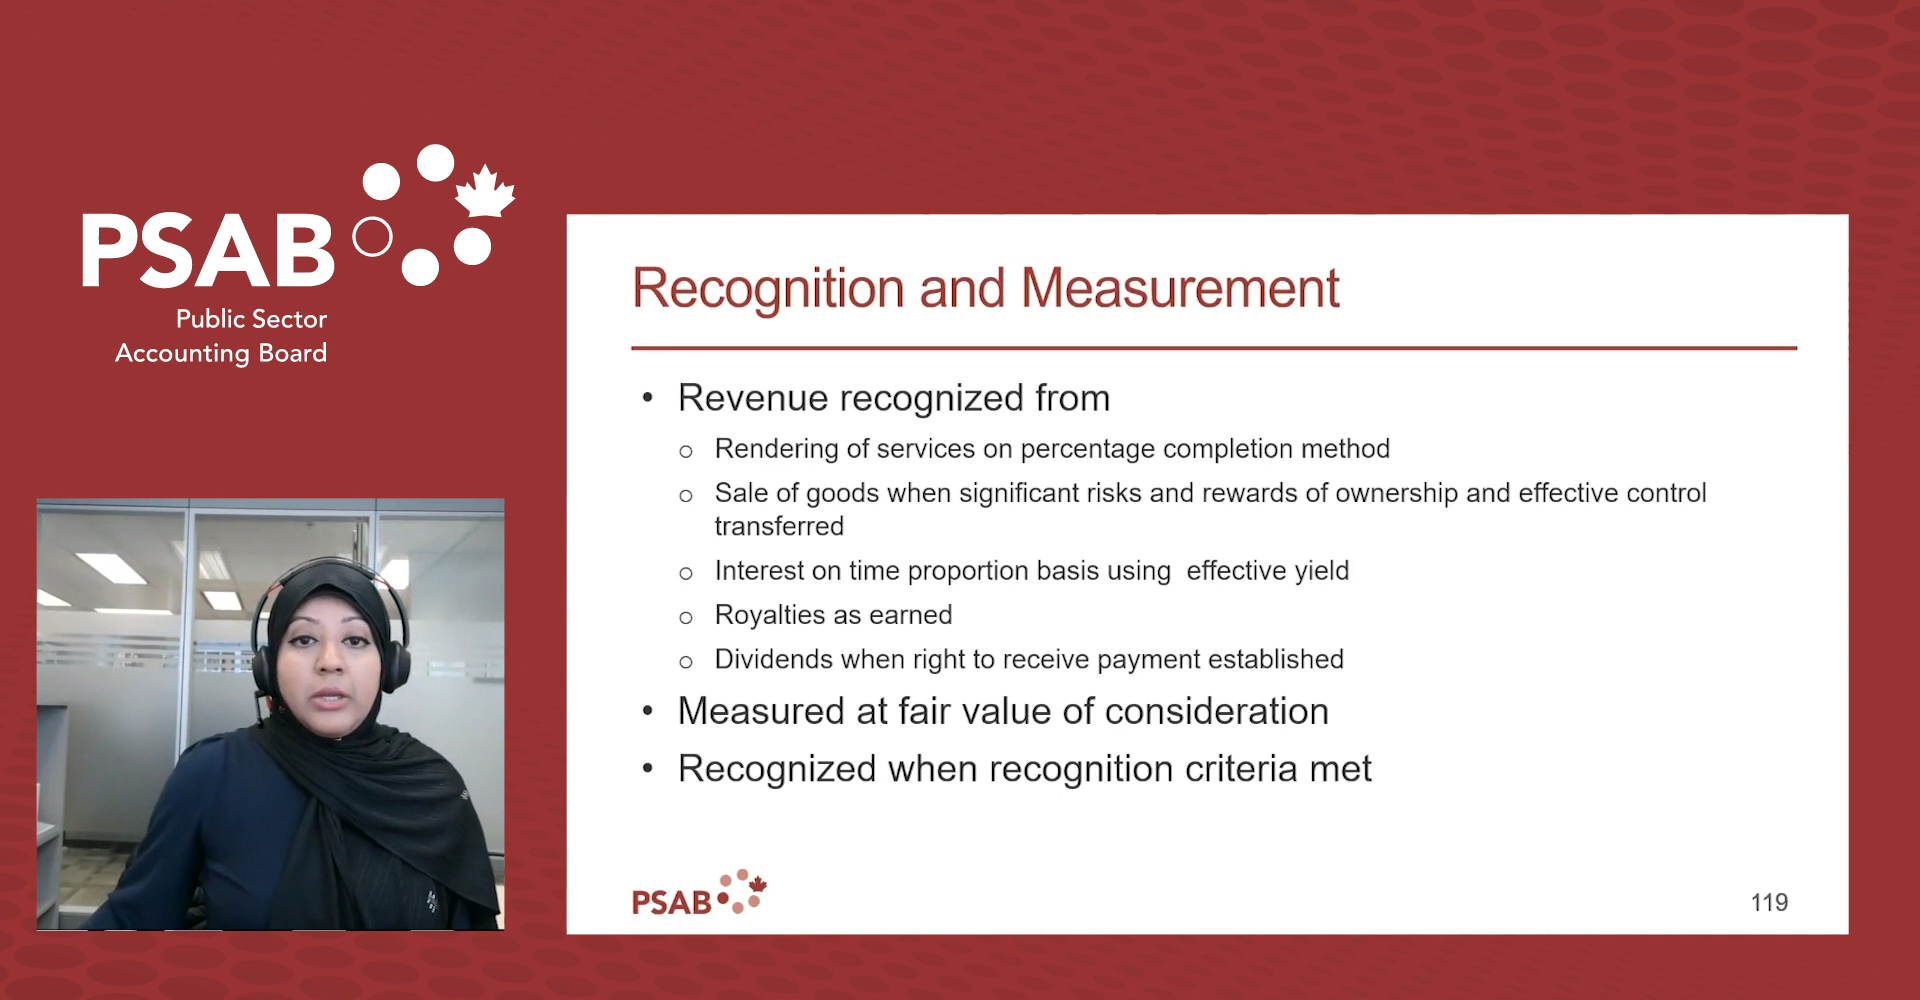 PSAB
Public Sector
Accounting Board
Recognition and Measurement
• Revenue recognized from
o Rendering of services on percentage completion method
o Sale of goods when significant risks and rewards of ownership and effective control
transferred
o Interest on time proportion basis using  effective yield
o Royalties as earned
o Dividends when right to receive payment established
• Measured at fair value of consideration
• Recognized when recognition criteria met
PSAB
119